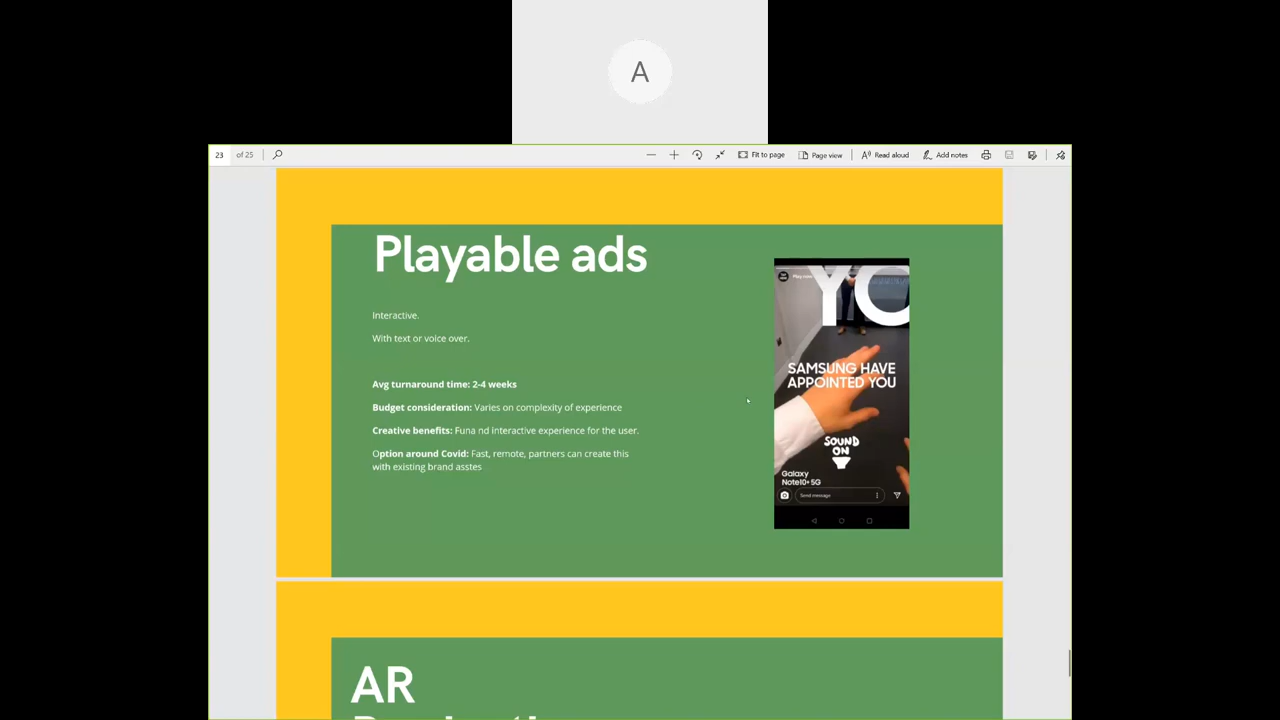 A
23 of 25 Fit to page Page view Read aloud Add notes
Playable ads
Interactive.
With text or voice over.
Avg turnaround time: 2-4 weeks
Budget consideration: Varies on complexity of experience
Creative benefits: Funa nd interactive experience for the user.
Option around Covid: Fast, remote, partners can create this
with existing brand asstes
YO
SAMSUNG HAVE
APPOINTED YOU
SOUND
ON
Galaxy
Note10+ 5G
Send message
AR